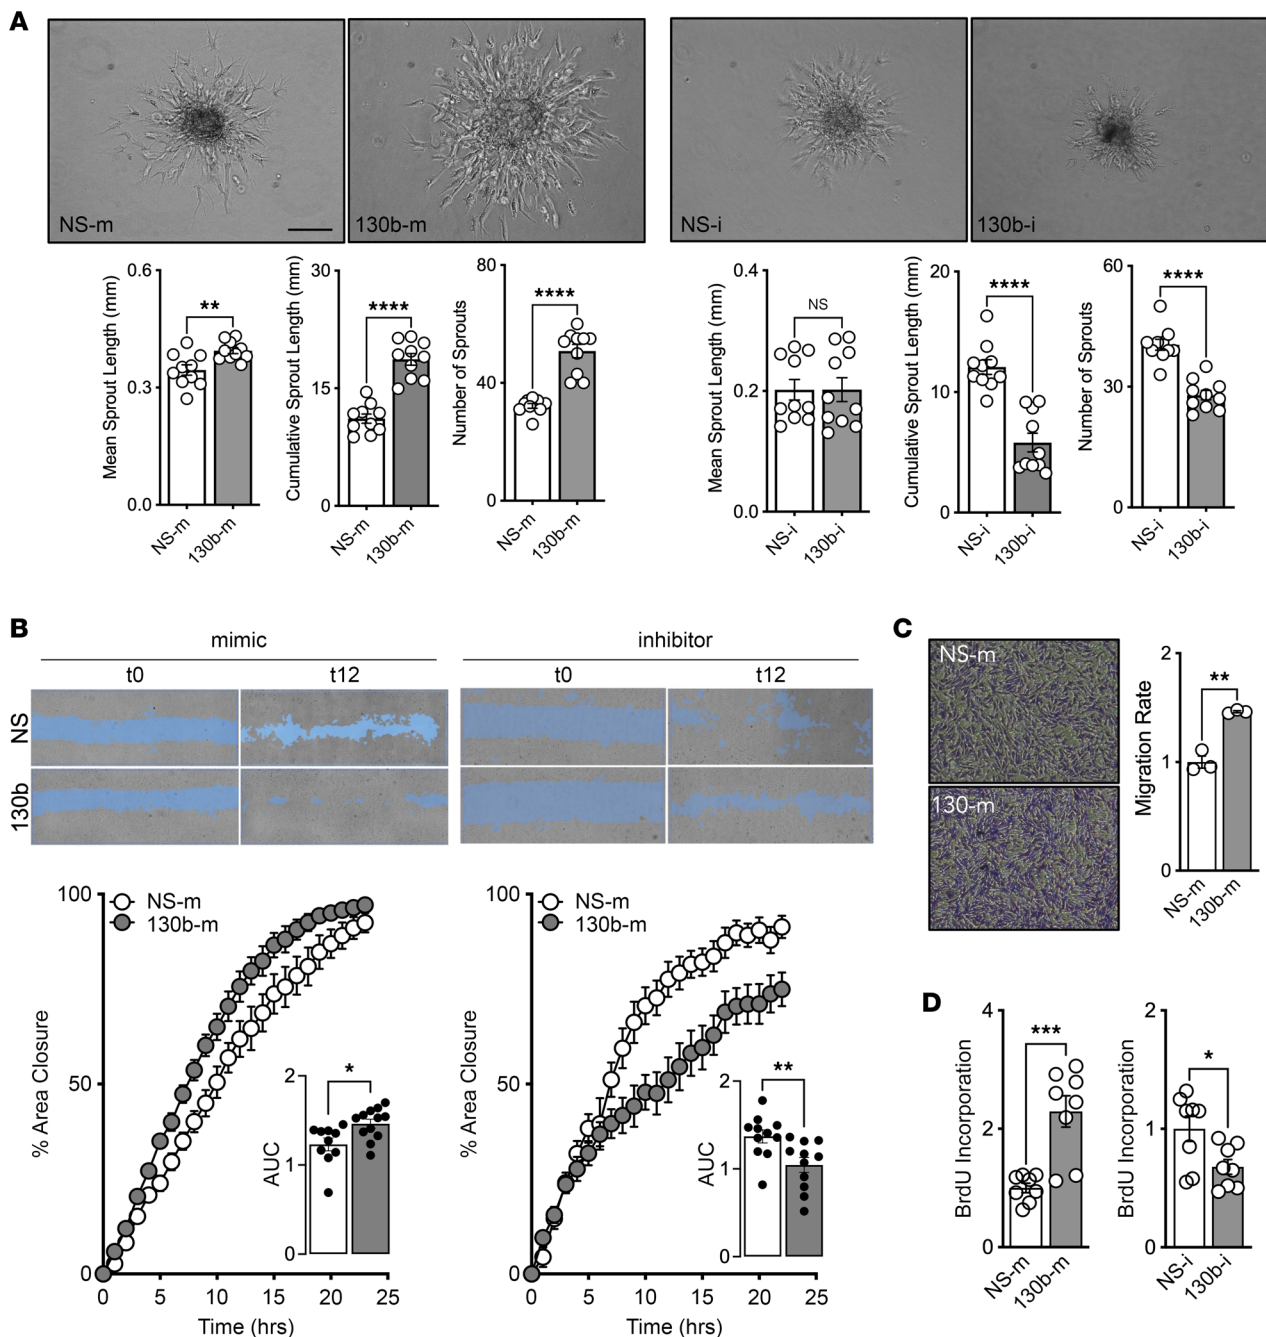 A
NS-m
130b-m
NS-i
130b-i
Mean Sprout Length (mm)
0.6
0.3
0.0
**
NS-m
130b-m
Cumulative Sprout Length (mm)
30
15
0
****
NS-m
130b-m
Number of Sprouts
80
40
0
****
NS-m
130b-m
Mean Sprout Length (mm)
0.4
0.2
0.0
NS
NS-i
130b-i
Cumulative Sprout Length (mm)
20
10
0
****
NS-i
130b-i
Number of Sprouts
60
30
0
****
NS-i
130b-i
B
mimic
inhibitor
t0
t12
t0
t12
NS
130b
% Area Closure
100
50
0
NS-m
130b-m
0 5 10 15 20 25
Time (hrs)
AUC
2
1
0
*
% Area Closure
100
50
0
NS-m
130b-m
0 5 10 15 20 25
Time (hrs)
AUC
2
1
0
**
C
NS-m
130-m
Migration Rate
2
1
0
**
NS-m
130b-m
D
BrdU Incorporation
4
2
0
***
NS-m
130b-m
BrdU Incorporation
2
1
0
*
NS-i
130b-i